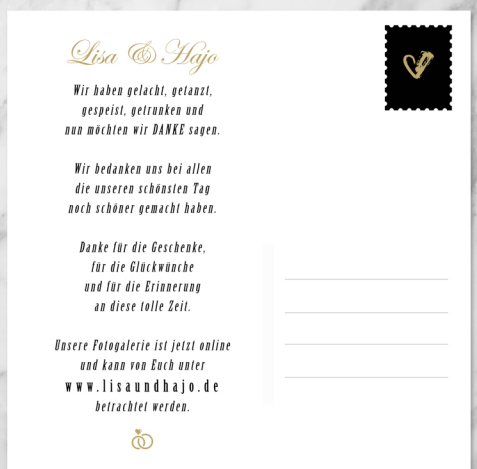 Lisa & Hajo
Wir haben gelacht, getanzt,
gespeist, getrunken und
nun möchten wir DANKE sagen.
Wir bedanken uns bei allen
die unseren schönsten Tag
noch schöner gemacht haben.
Danke für die Geschenke,
für die Glückwünche
und für die Erinnerung
an diese tolle Zeit.
Unsere Fotogalerie ist jetzt online
und kann von Euch unter
www.lisaundhajo.de
betrachtet werden.